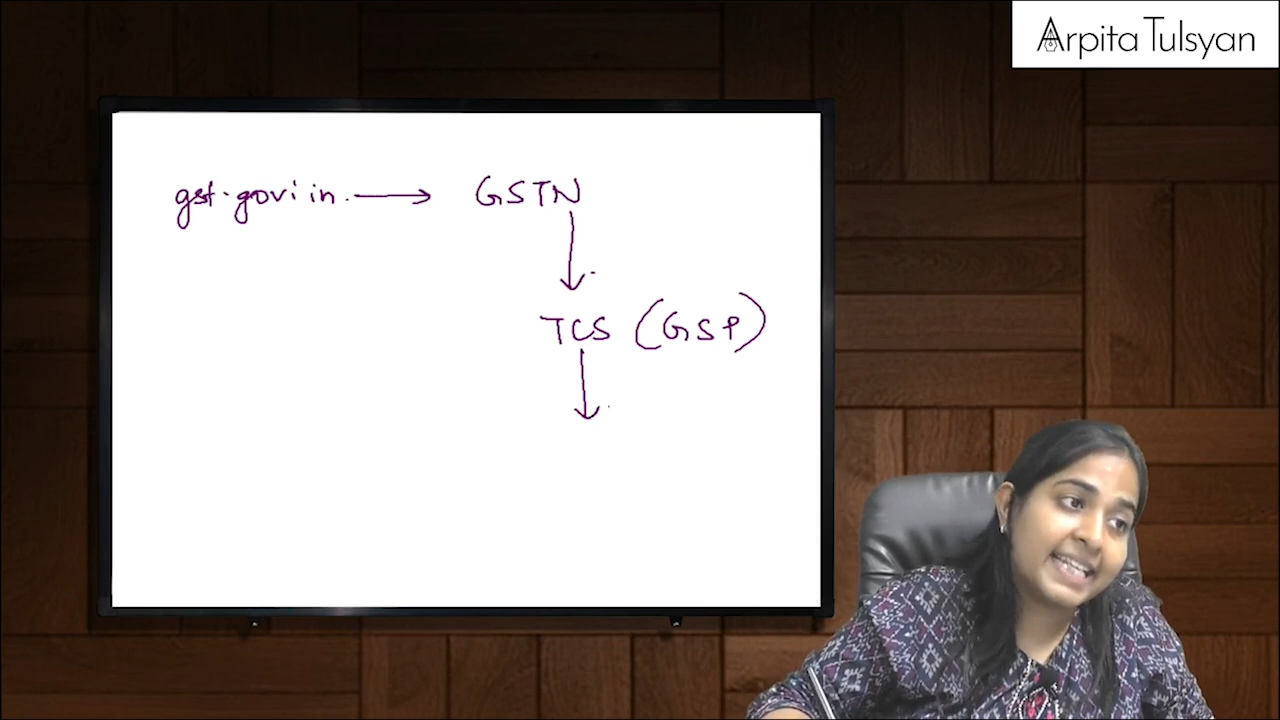 Arpita Tulsyan
gst.gov.in. → GSTN
TCS (GSP)